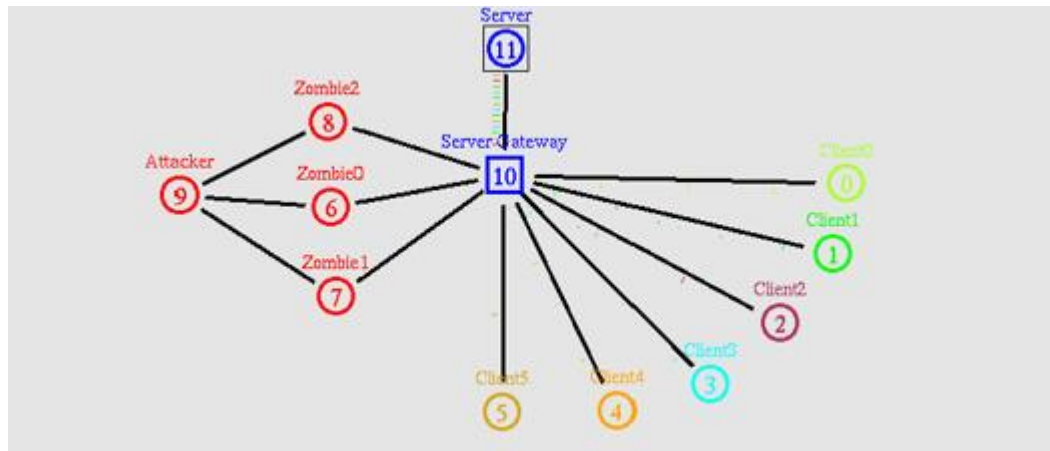 Server
11
Zombie2
8
Server Gateway
10
Attacker
9
Zombie0
6
Client0
0
Client1
1
Zombie1
7
Client2
2
Client3
3
Client5
5
Client4
4